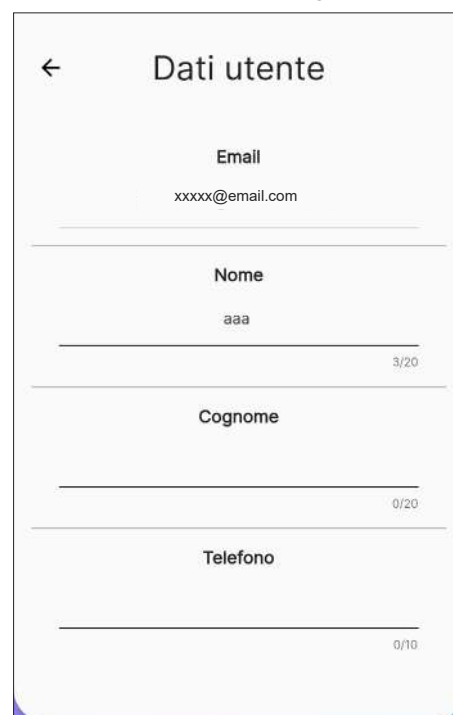 Dati utente
Email
xxxxx@email.com
Nome
aaa
3/20
Cognome
0/20
Telefono
0/10